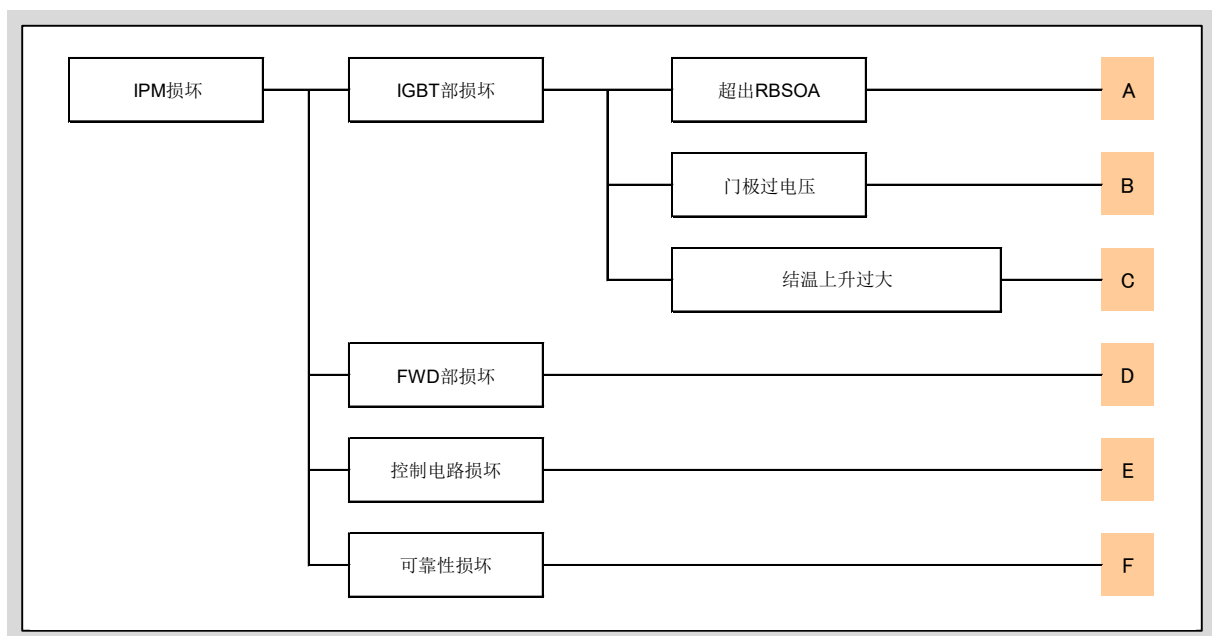 IPM损坏
IGBT部损坏
超出RBSOA
A
门极过电压
B
结温上升过大
C
FWD部损坏
D
控制电路损坏
E
可靠性损坏
F